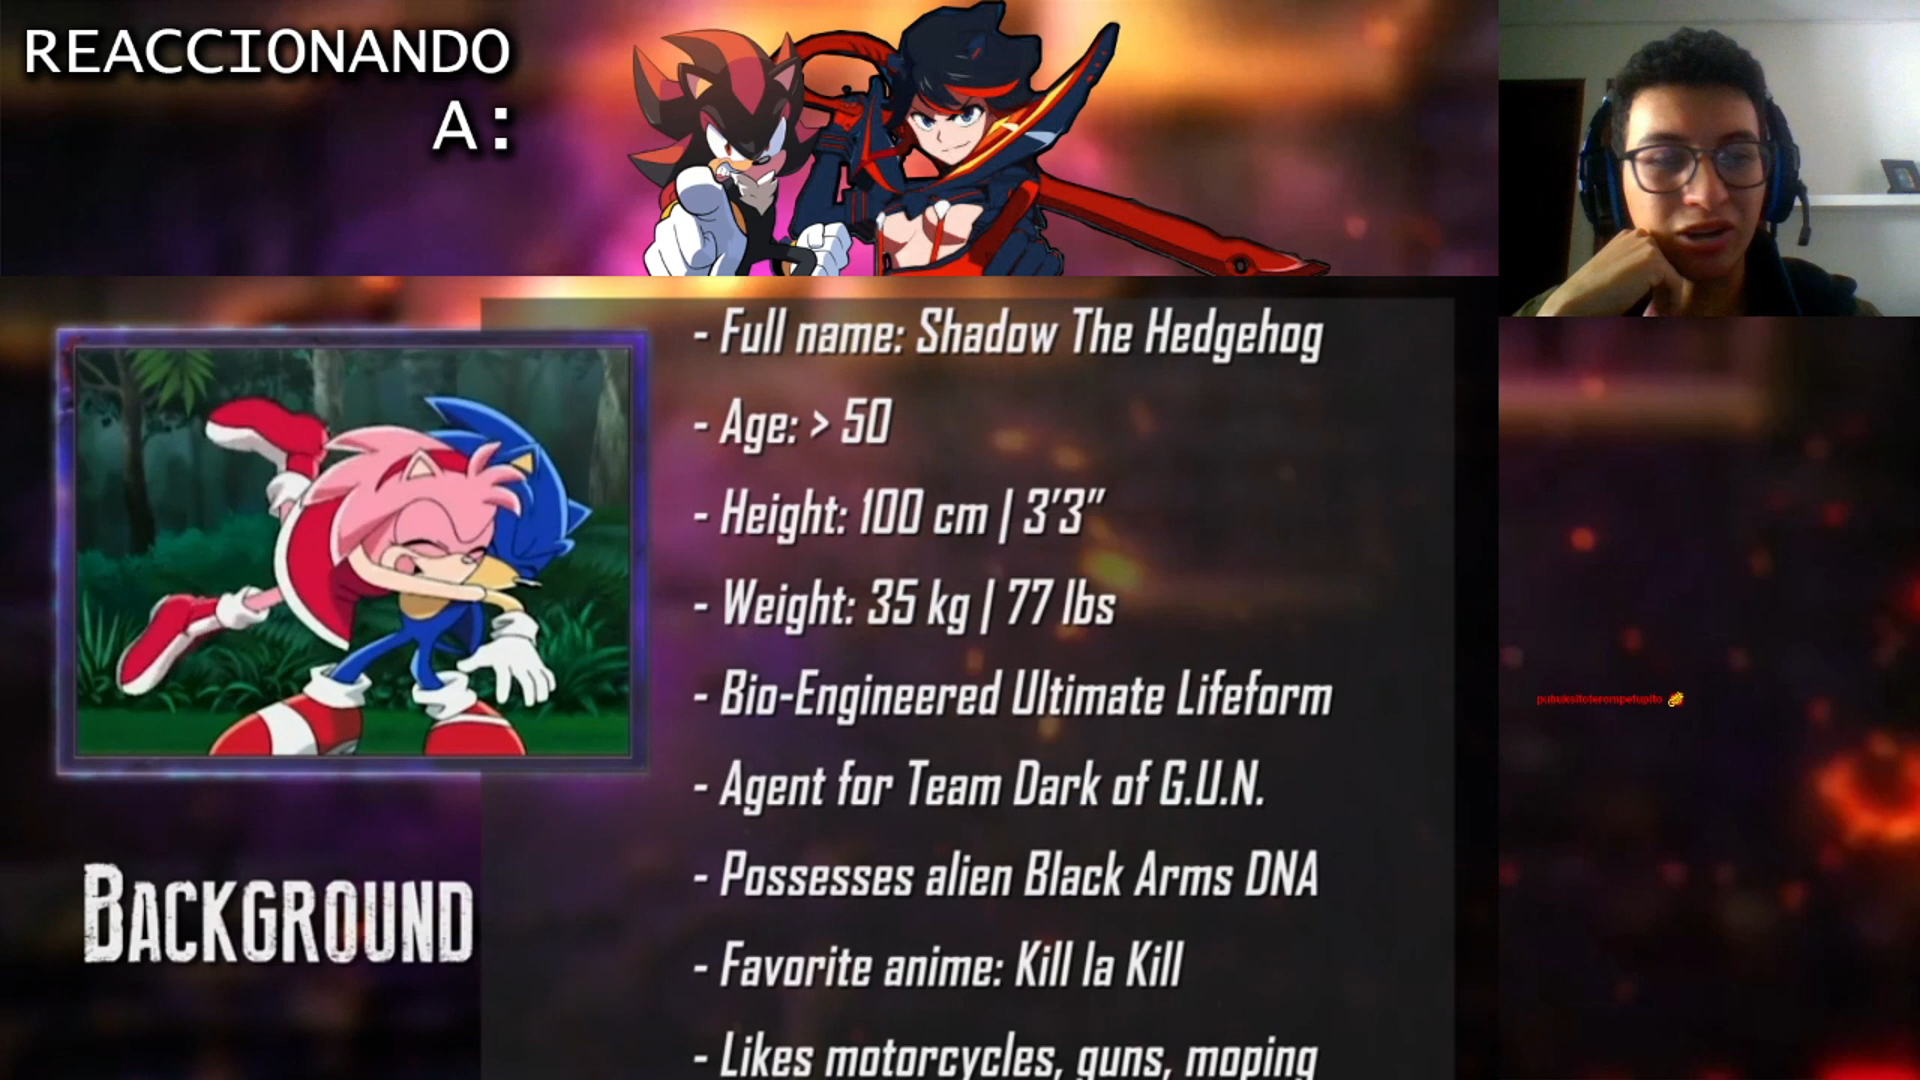 REACCIONANDO
A:
- Full name: Shadow The Hedgehog
- Age: > 50
- Height: 100 cm | 3'3"
- Weight: 35 kg | 77 lbs
- Bio-Engineered Ultimate Lifeform
- Agent for Team Dark of G.U.N.
- Possesses alien Black Arms DNA
- Favorite anime: Kill la Kill
- Likes motorcycles, guns, moping
BACKGROUND